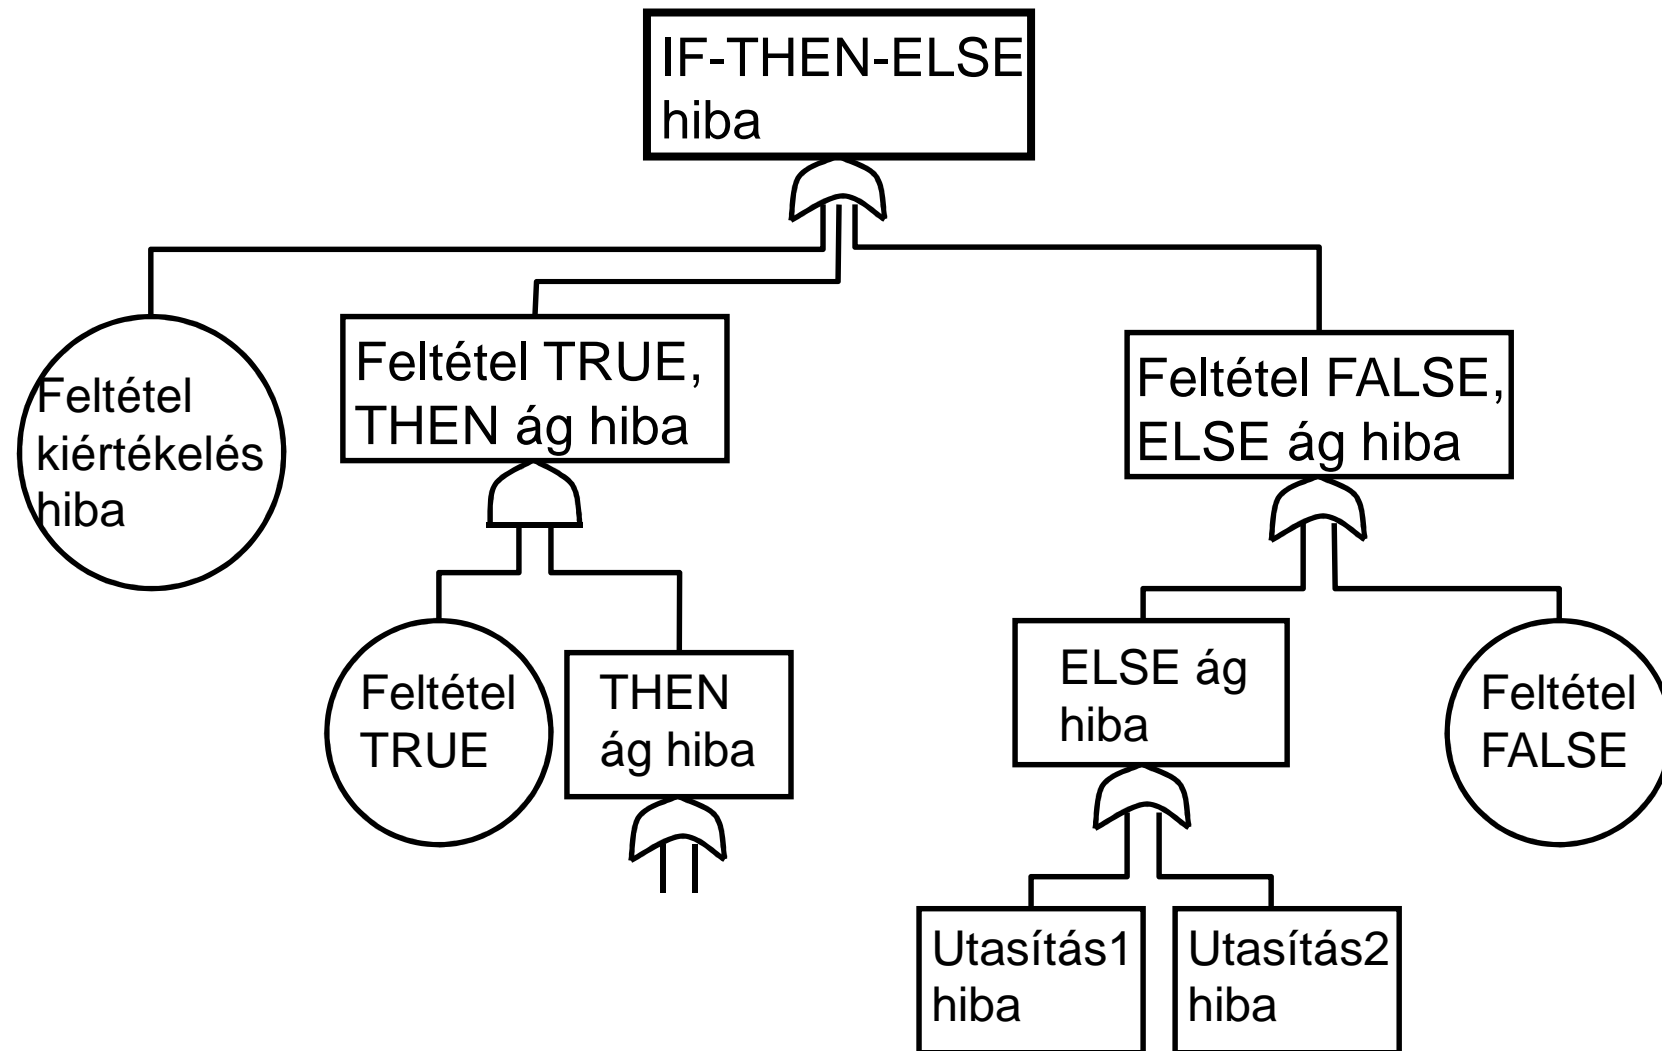 IF-THEN-ELSE
hiba
Feltétel
kiértékelés
hiba
Feltétel TRUE,
THEN ág hiba
Feltétel FALSE,
ELSE ág hiba
Feltétel
TRUE
THEN
ág hiba
ELSE ág
hiba
Feltétel
FALSE
Utasítás1
hiba
Utasítás2
hiba